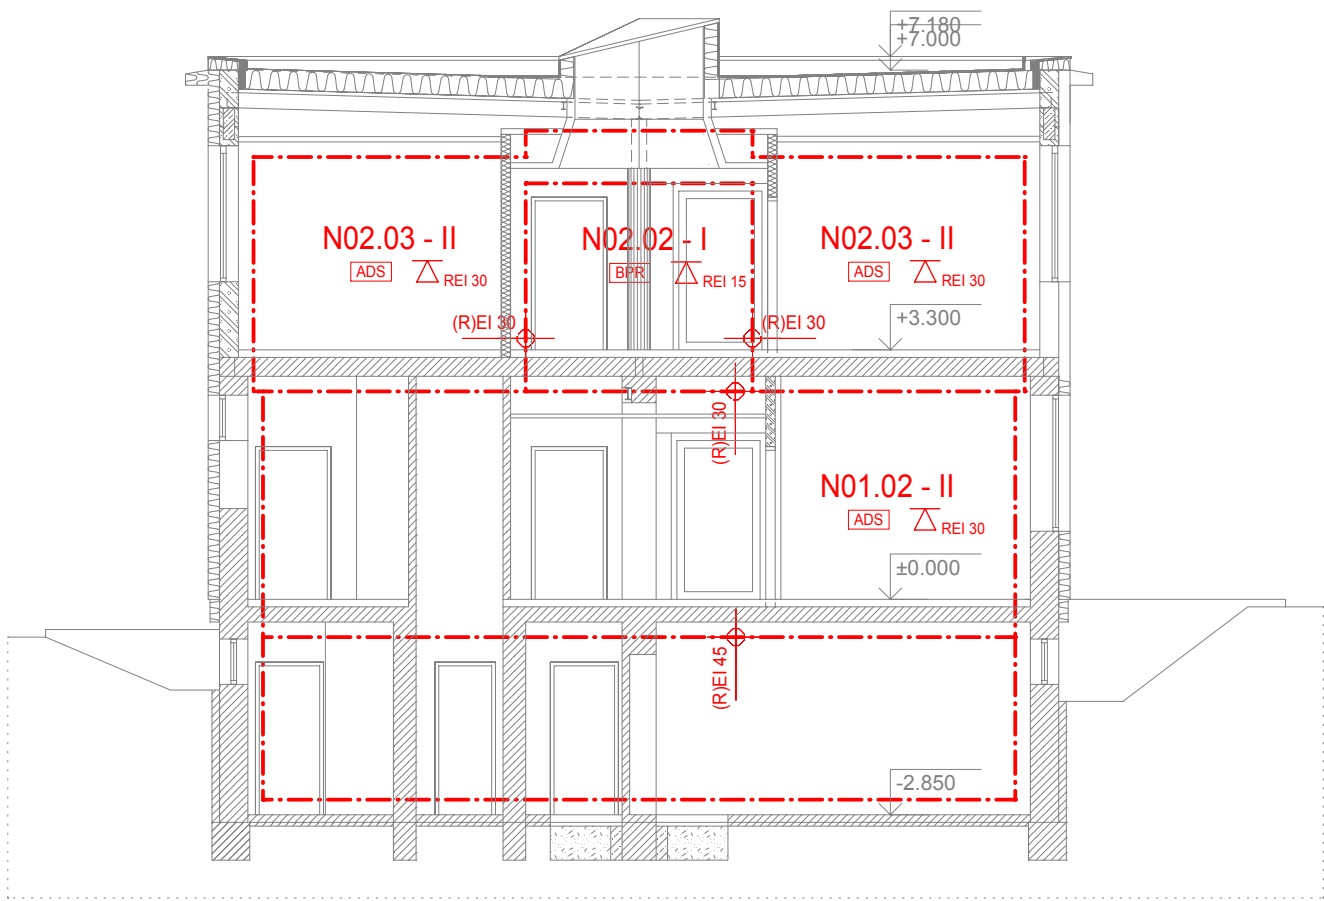 +7.180
+7.000
N02.03 - II
N02.02 - I
N02.03 - II
ADS
REI 30
BPR
REI 15
ADS
REI 30
(R)EI 30
(R)EI 30
+3.300
(R)EI 30
N01.02 - II
ADS
REI 30
±0.000
(R)EI 45
-2.850